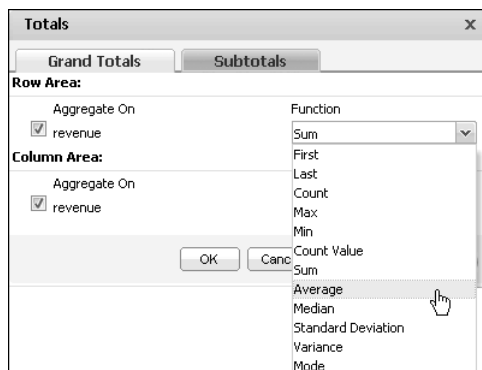 Totals x
Grand Totals Subtotals
Row Area:
Aggregate On Function
revenue Sum
Column Area:
Aggregate On
revenue
OK Canc
First
Last
Count
Max
Min
Count Value
Sum
Average
Median
Standard Deviation
Variance
Mode